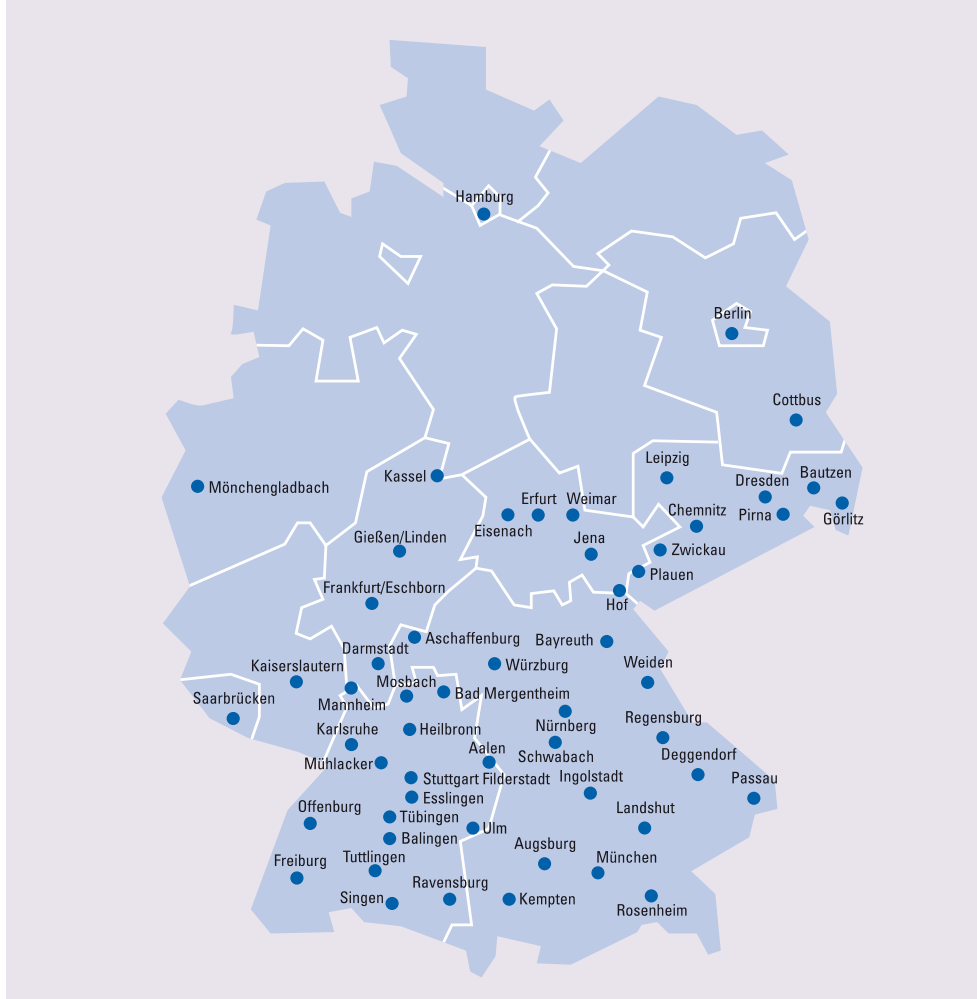 Hamburg
Berlin
Cottbus
Leipzig
Kassel
Dresden
Bautzen
Mönchengladbach
Erfurt
Weimar
Chemnitz
Pirna
Görlitz
Eisenach
Gießen/Linden
Jena
Zwickau
Plauen
Frankfurt/Eschborn
Hof
Aschaffenburg
Bayreuth
Darmstadt
Kaiserslautern
Würzburg
Weiden
Mosbach
Bad Mergentheim
Saarbrücken
Mannheim
Regensburg
Karlsruhe
Heilbronn
Nürnberg
Aalen
Schwabach
Deggendorf
Mühlacker
Stuttgart Filderstadt
Ingolstadt
Passau
Esslingen
Offenburg
Landshut
Tübingen
Ulm
Balingen
Augsburg
Tuttlingen
München
Freiburg
Ravensburg
Singen
Kempten
Rosenheim